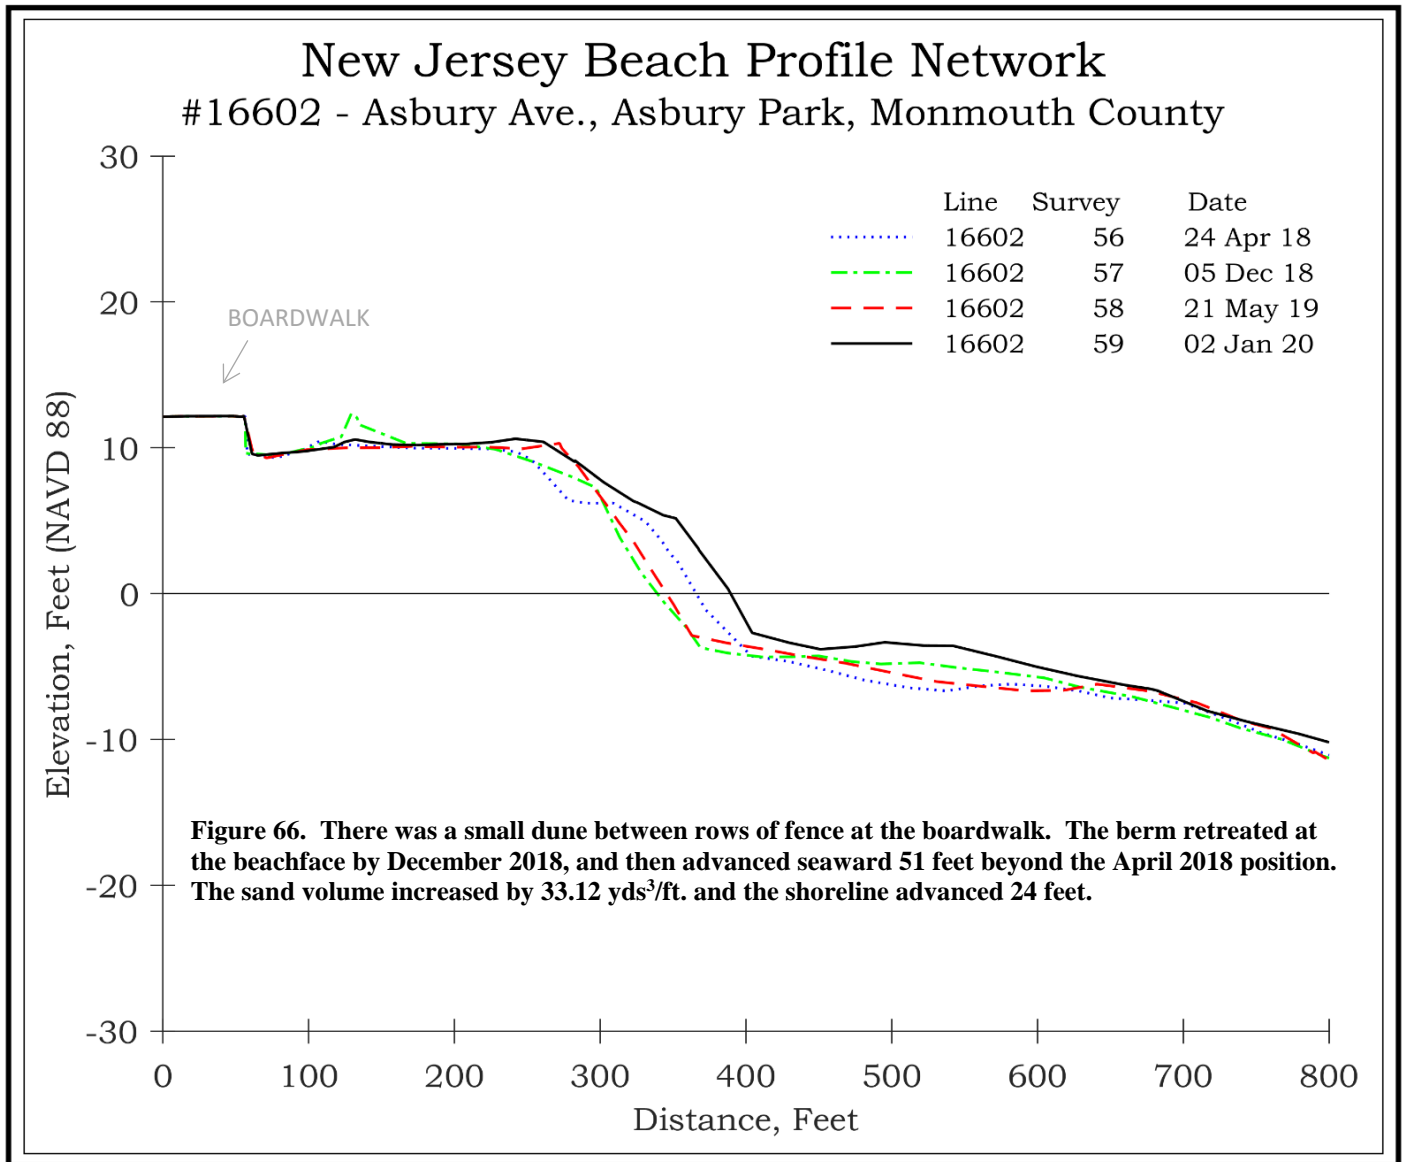 New Jersey Beach Profile Network
#16602 - Asbury Ave., Asbury Park, Monmouth County
Line Survey Date
16602 56 24 Apr 18
16602 57 05 Dec 18
16602 58 21 May 19
16602 59 02 Jan 20
BOARDWALK
Elevation, Feet (NAVD 88)
30
20
10
0
-10
-20
-30
Figure 66. There was a small dune between rows of fence at the boardwalk. The berm retreated at
the beachface by December 2018, and then advanced seaward 51 feet beyond the April 2018 position.
The sand volume increased by 33.12 yds³/ft. and the shoreline advanced 24 feet.
0 100 200 300 400 500 600 700 800
Distance, Feet